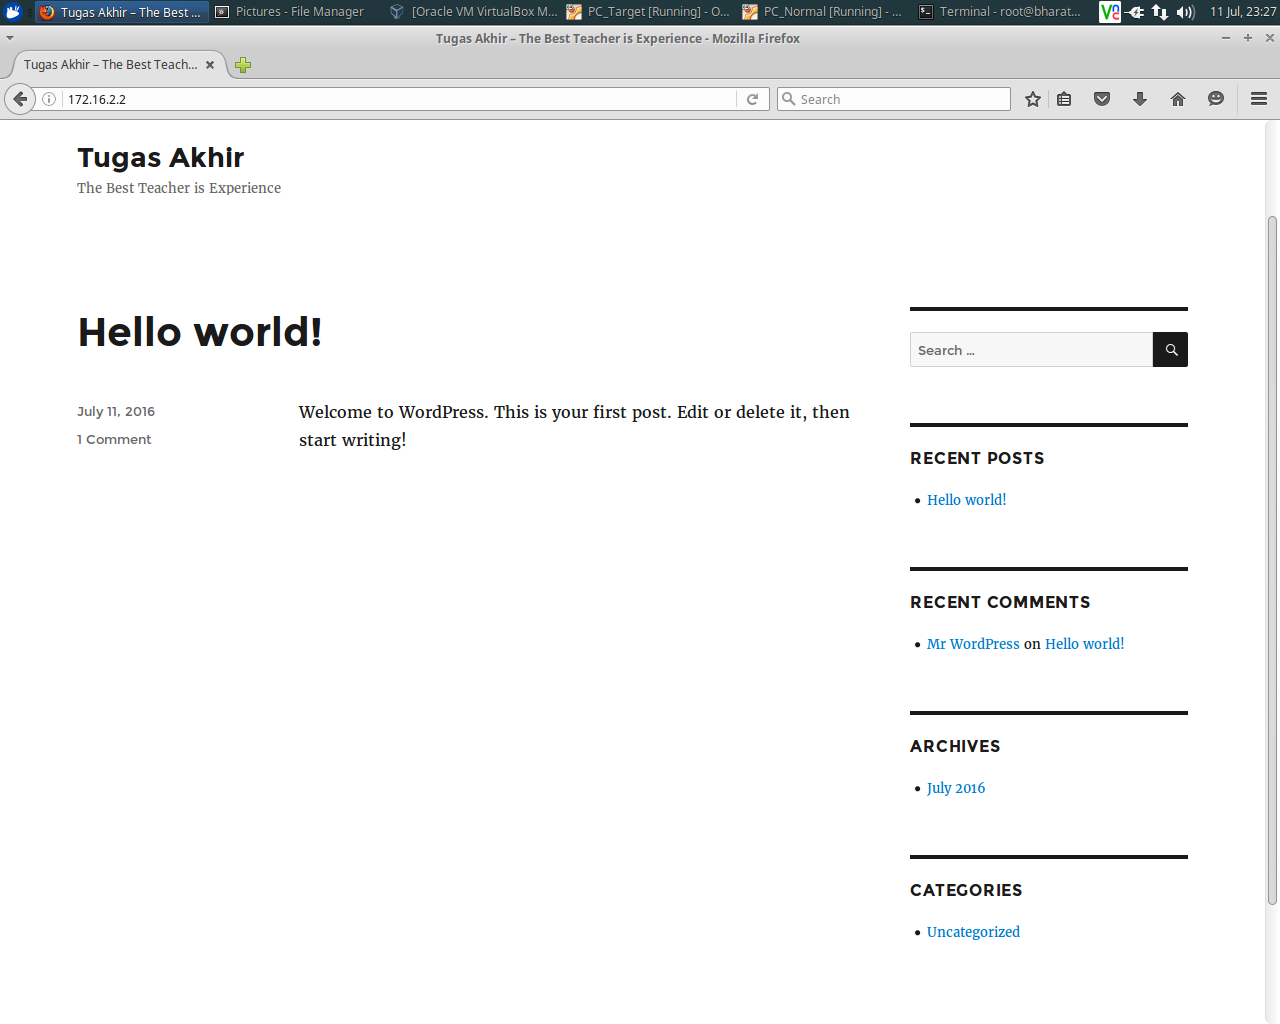 Tugas Akhir – The Best ...
Pictures - File Manager
[Oracle VM VirtualBox M...
PC_Target [Running] - O...
PC_Normal [Running] - ...
Terminal - root@bharat...
11 Jul, 23:27
Tugas Akhir – The Best Teacher is Experience - Mozilla Firefox
Tugas Akhir – The Best Teach...
172.16.2.2
Search
Tugas Akhir
The Best Teacher is Experience
Hello world!
July 11, 2016
1 Comment
Welcome to WordPress. This is your first post. Edit or delete it, then
start writing!
Search ...
RECENT POSTS
Hello world!
RECENT COMMENTS
Mr WordPress on Hello world!
ARCHIVES
July 2016
CATEGORIES
Uncategorized